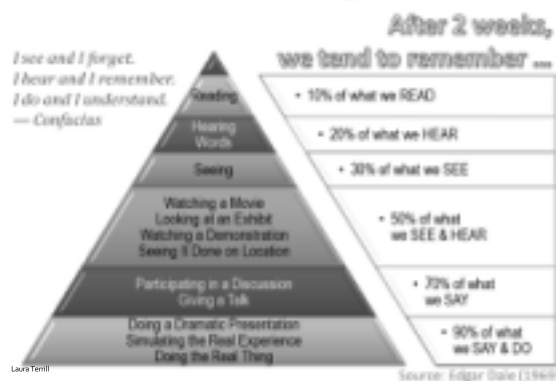 After 2 weeks,
we tend to remember ...
I see and I forget.
I hear and I remember.
I do and I understand.
— Confucius
Reading
• 10% of what we READ
Hearing
Words
• 20% of what we HEAR
Seeing
• 30% of what we SEE
Watching a Movie
Looking at an Exhibit
Watching a Demonstration
Seeing It Done on Location
• 50% of what
we SEE & HEAR
Participating in a Discussion
Giving a Talk
• 70% of what
we SAY
Doing a Dramatic Presentation
Simulating the Real Experience
Doing the Real Thing
• 90% of what
we SAY & DO
Laura Terrill
Source: Edgar Dale (1969